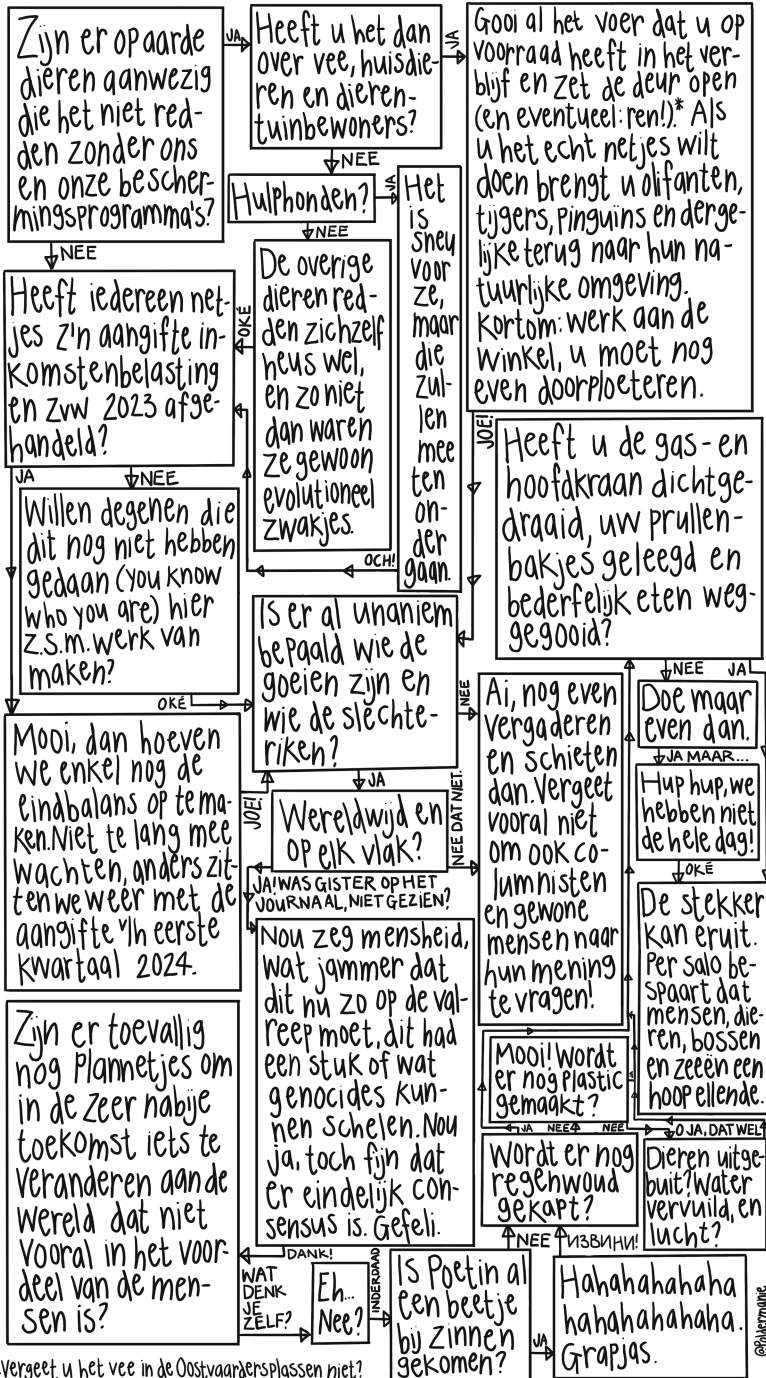 Zijn er op aarde
dieren aanwezig
die het niet red-
den zonder ons
en onze bescher-
mingsprogramma's?
JA
Heeft u het dan
over vee, huisdie-
ren en dieren-
tuinbewoners?
JA
Gooi al het voer dat u op
voorraad heeft in het ver-
blijf en zet de deur open
(en eventueel: ren!).* Als
u het echt netjes wilt
doen brengt u olifanten,
tijgers, pinguins en derge-
lijke terug naar hun na-
tuurlijke omgeving.
Kortom: werk aan de
winkel, u moet nog
even doorploeteren.
NEE
Hulphonden?
JA
Het
is
sneu
voor
ze,
maar
die
zul-
len
mee
ten
on-
der
gaan.
NEE
De overige
dieren red-
den zichzelf
heus wel,
en zo niet
dan waren
ze gewoon
evolutioneel
zwakjes.
OKÉ
OCH!
NEE
Heeft iedereen net-
jes z'n aangifte in-
komstenbelasting
en Zvw 2023 afge-
handeld?
JA
NEE
Willen degenen die
dit nog niet hebben
gedaan (you know
who you are) hier
z.s.m. werk van
maken?
OKÉ
Mooi, dan hoeven
we enkel nog de
eindbalans op te ma-
ken. Niet te lang mee
wachten, anders zit-
ten we weer met de
aangifte v/h eerste
kwartaal 2024.
JOE!
JOE!
Is er al unaniem
bepaald wie de
goeien zijn en
wie de slechte-
riken?
NEE
JA
Wereldwijd en
op elk vlak?
NEE DAT NIET.
JA! WAS GISTER OP HET
JOURNAAL, NIET GEZIEN?
Ai, nog even
vergaderen
en schieten
dan. Vergeet
vooral niet
om ook co-
lumnisten
en gewone
mensen naar
hun mening
te vragen!
Nou zeg mensheid,
wat jammer dat
dit nu zo op de val-
reep moet, dit had
een stuk of wat
genocides kun-
nen schelen. Nou
ja, toch fijn dat
er eindelijk con-
sensus is. Gefeli.
DANK!
Zijn er toevallig
nog plannetjes om
in de zeer nabije
toekomst iets te
veranderen aan de
wereld dat niet
vooral in het voor-
deel van de men-
sen is?
WAT
DENK
JE
ZELF?
Eh...
Nee?
INDERDAAD
Is Poetin al
een beetje
bij zinnen
gekomen?
JA
Hahahahahaha
hahahahahaha.
Grapjas.
ИЗВИНИ!
NEE
Wordt er nog
regenwoud
gekapt?
JA
NEE
NEE
Mooi! Wordt
er nog plastic
gemaakt?
JA
O JA, DAT WEL!
Dieren uitge-
buit? Water
vervuild, en
lucht?
Heeft u de gas- en
hoofdkraan dichtge-
draaid, uw prullen-
bakjes geleegd en
bederfelijk eten weg-
gegooid?
NEE
JA
Doe maar
even dan.
JA MAAR...
Hup hup, we
hebben niet
de hele dag!
OKÉ
De stekker
kan eruit.
Per saldo be-
spaart dat
mensen, die-
ren, bossen
en zeeën een
hoop ellende.
@Poldermanie
vergeet u het vee in de Oostvaardersplassen niet?